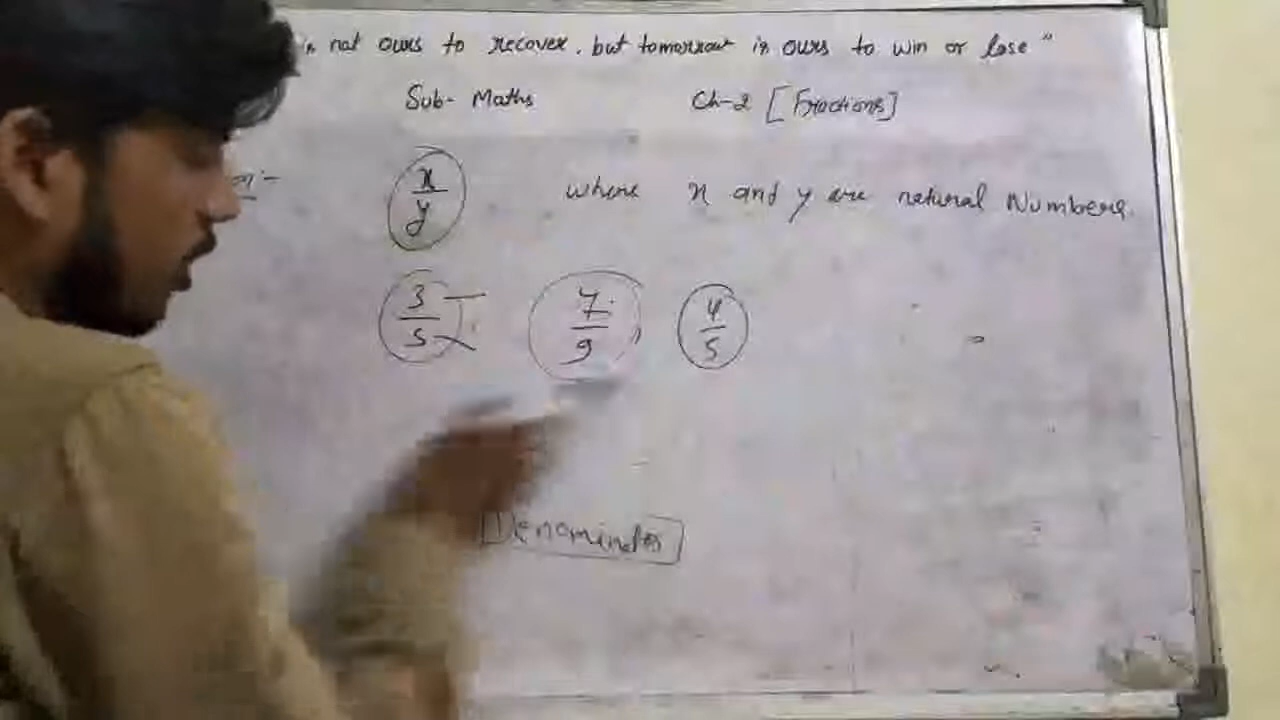 not ours to recover, but tomorrow is ours to win or lose"
Sub- Maths Ch-2 [Fractions]
x/y where x and y are natural Numbers.
3/5 7/9 4/5
Denominator